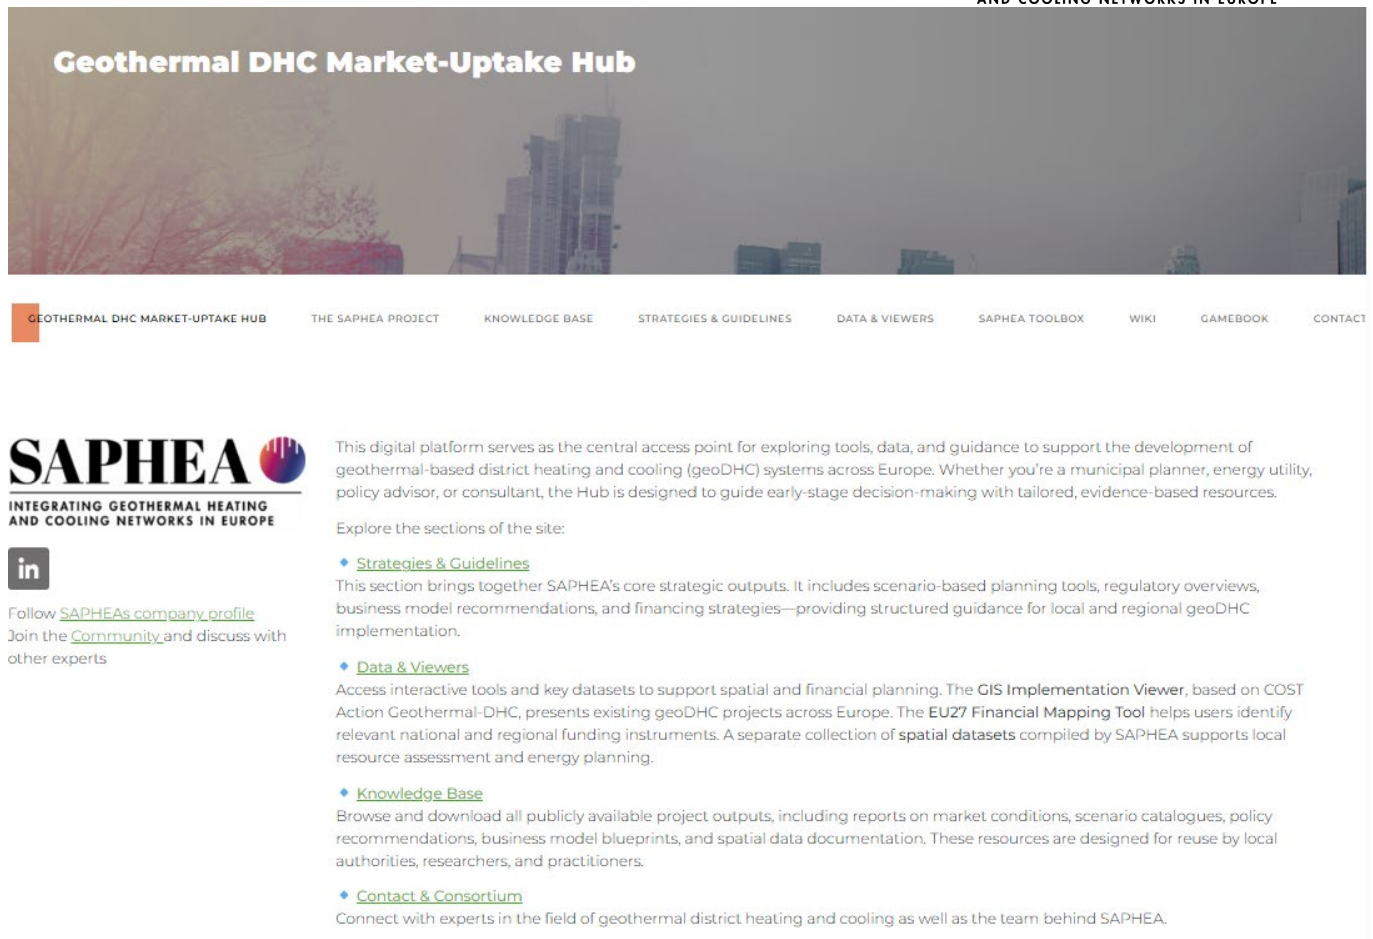 AND COOLING NETWORKS IN EUROPE
Geothermal DHC Market-Uptake Hub
GEOTHERMAL DHC MARKET-UPTAKE HUB THE SAPHEA PROJECT KNOWLEDGE BASE STRATEGIES & GUIDELINES DATA & VIEWERS SAPHEA TOOLBOX WIKI GAMEBOOK CONTACT
SAPHEA
INTEGRATING GEOTHERMAL HEATING
AND COOLING NETWORKS IN EUROPE
in
Follow SAPHEAs company profile
Join the Community and discuss with
other experts
This digital platform serves as the central access point for exploring tools, data, and guidance to support the development of
geothermal-based district heating and cooling (geoDHC) systems across Europe. Whether you're a municipal planner, energy utility,
policy advisor, or consultant, the Hub is designed to guide early-stage decision-making with tailored, evidence-based resources.
Explore the sections of the site:
Strategies & Guidelines
This section brings together SAPHEA's core strategic outputs. It includes scenario-based planning tools, regulatory overviews,
business model recommendations, and financing strategies—providing structured guidance for local and regional geoDHC
implementation.
Data & Viewers
Access interactive tools and key datasets to support spatial and financial planning. The GIS Implementation Viewer, based on COST
Action Geothermal-DHC, presents existing geoDHC projects across Europe. The EU27 Financial Mapping Tool helps users identify
relevant national and regional funding instruments. A separate collection of spatial datasets compiled by SAPHEA supports local
resource assessment and energy planning.
Knowledge Base
Browse and download all publicly available project outputs, including reports on market conditions, scenario catalogues, policy
recommendations, business model blueprints, and spatial data documentation. These resources are designed for reuse by local
authorities, researchers, and practitioners.
Contact & Consortium
Connect with experts in the field of geothermal district heating and cooling as well as the team behind SAPHEA.